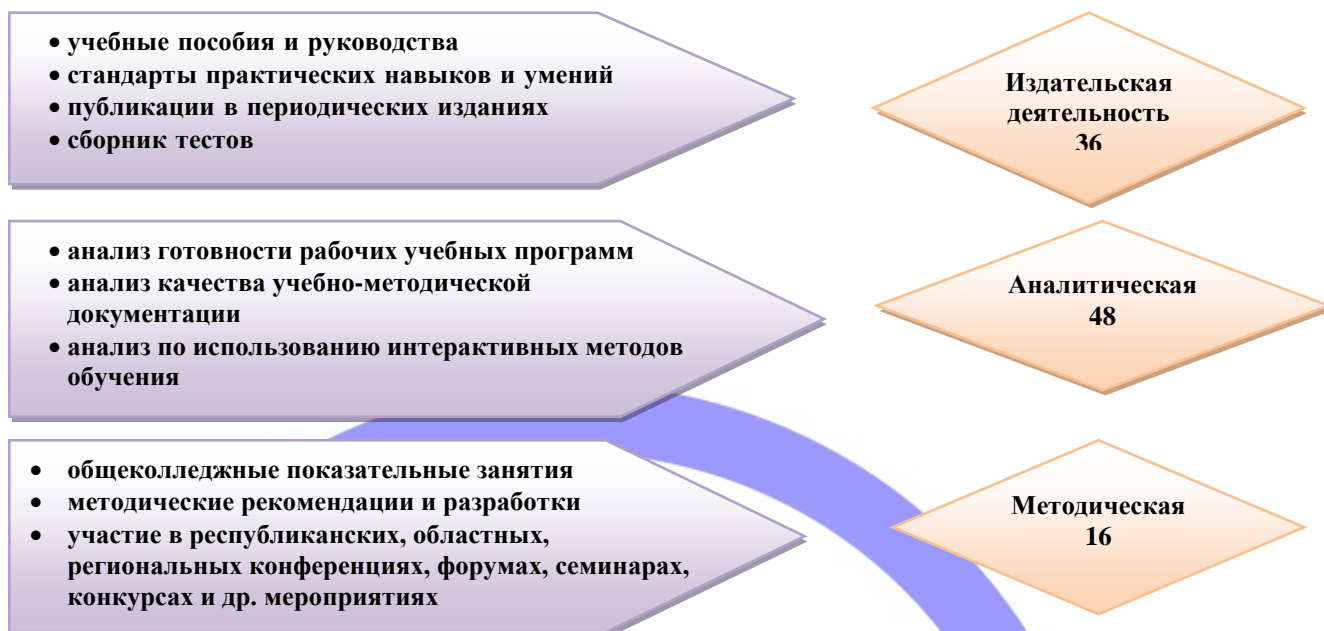 • учебные пособия и руководства
• стандарты практических навыков и умений
• публикации в периодических изданиях
• сборник тестов
Издательская
деятельность
36
• анализ готовности рабочих учебных программ
• анализ качества учебно-методической
документации
• анализ по использованию интерактивных методов
обучения
Аналитическая
48
• общеколледжные показательные занятия
• методические рекомендации и разработки
• участие в республиканских, областных,
региональных конференциях, форумах, семинарах,
конкурсах и др. мероприятиях
Методическая
16